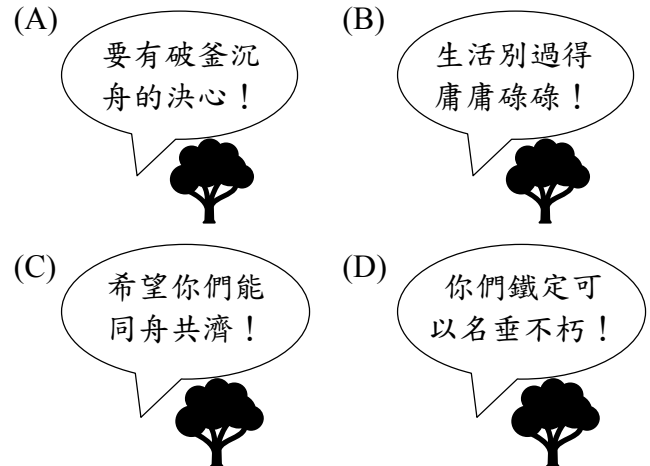 (A)
要有破釜沉
舟的決心！
(B)
生活別過得
庸庸碌碌！
(C)
希望你們能
同舟共濟！
(D)
你們鐵定可
以名垂不朽！